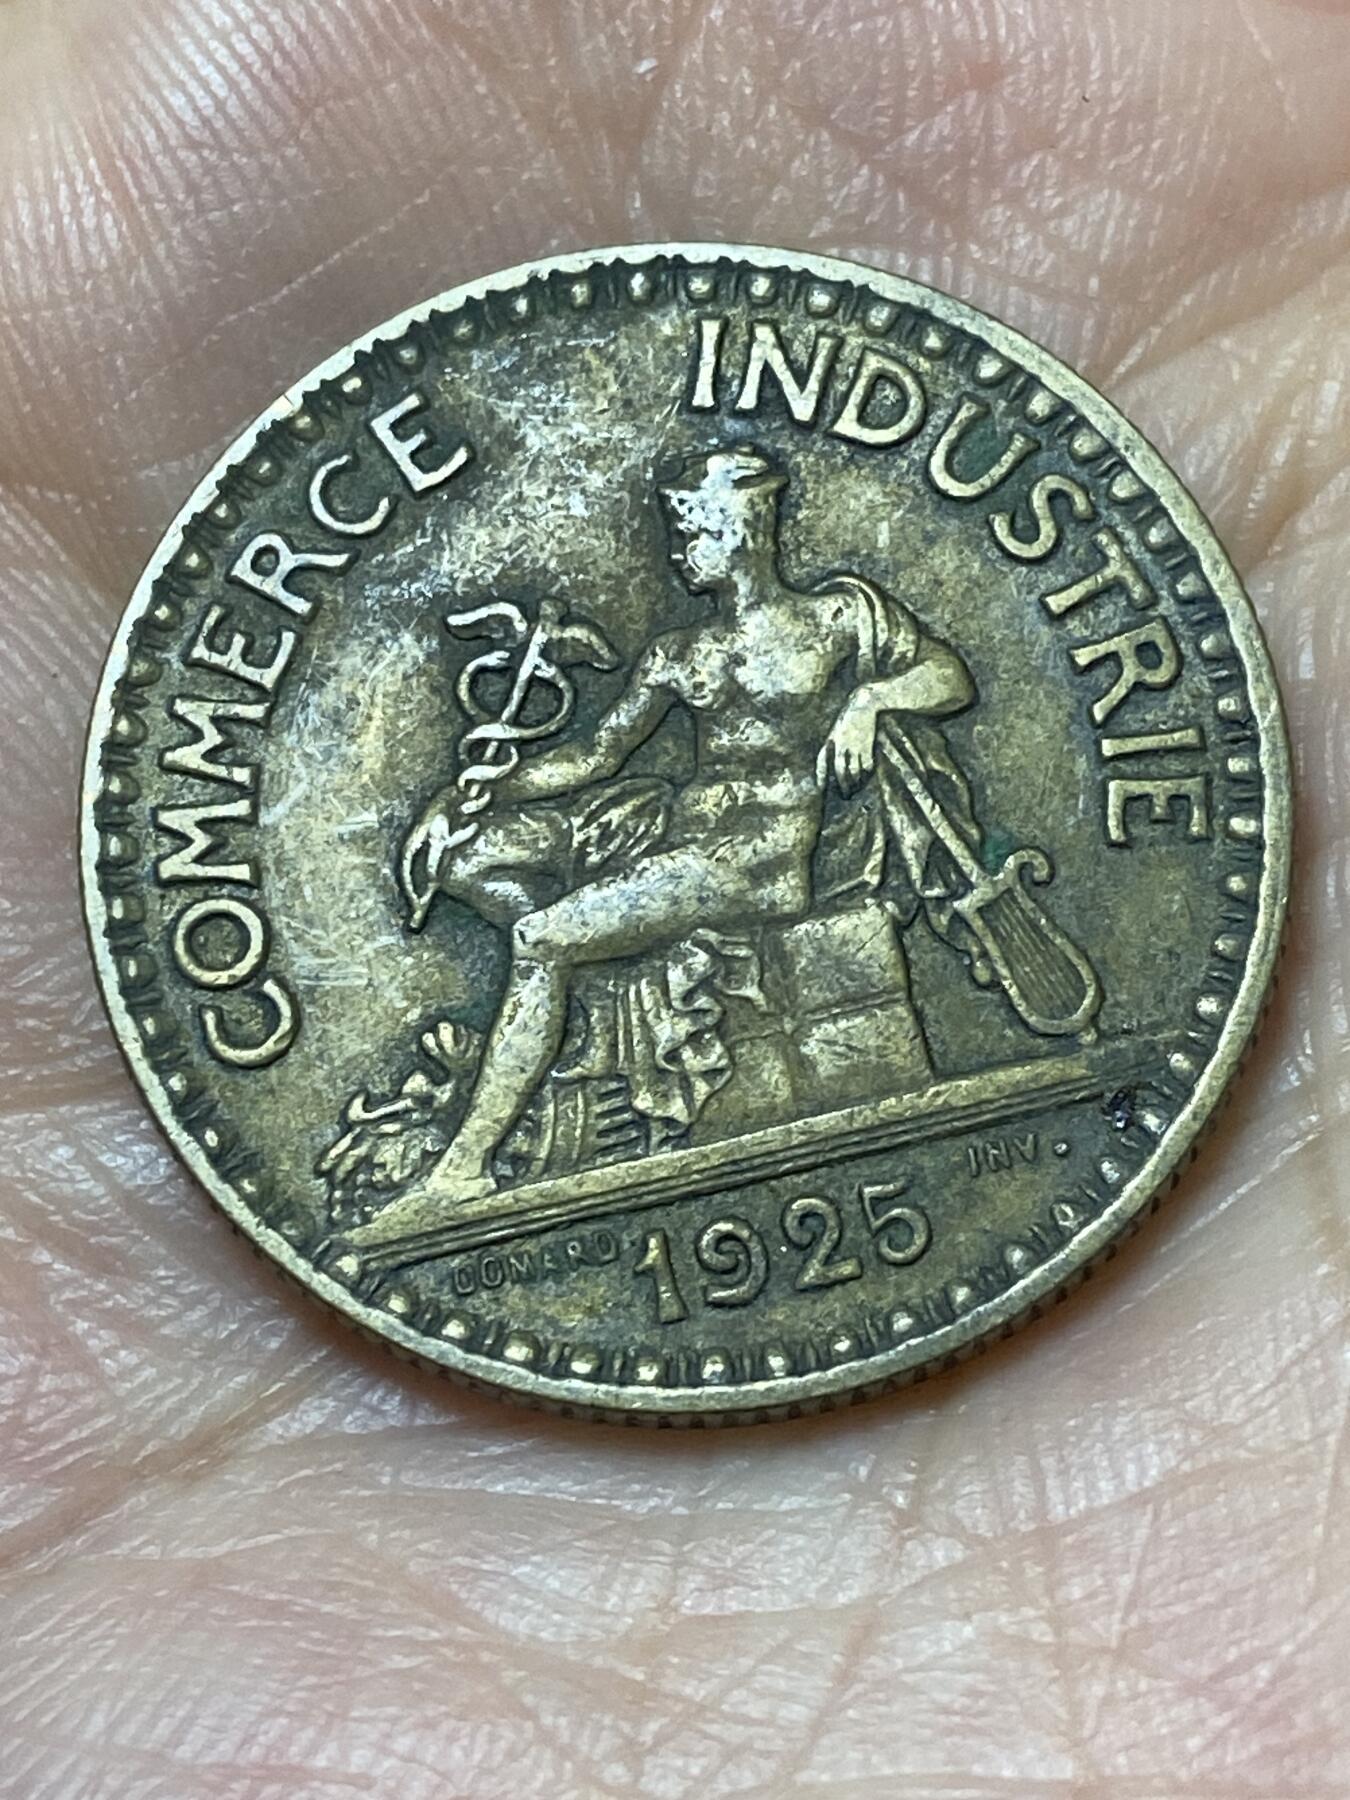 COMMERCE INDUSTRIE
DOMARD. INV.
1925